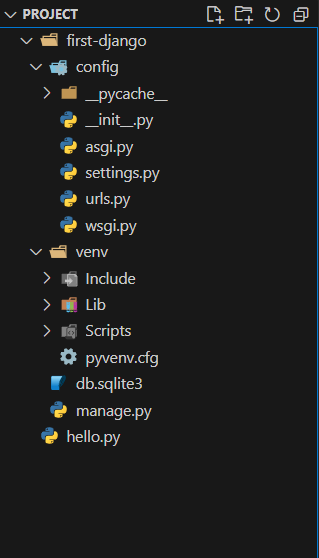 PROJECT
first-django
config
__pycache__
__init__.py
asgi.py
settings.py
urls.py
wsgi.py
venv
Include
Lib
Scripts
pyvenv.cfg
db.sqlite3
manage.py
hello.py